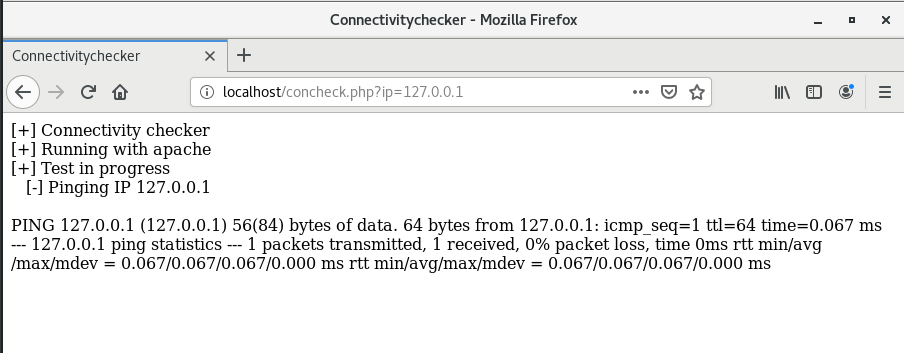 Connectivitychecker - Mozilla Firefox
Connectivitychecker
localhost/concheck.php?ip=127.0.0.1
[+] Connectivity checker
[+] Running with apache
[+] Test in progress
[-] Pinging IP 127.0.0.1
PING 127.0.0.1 (127.0.0.1) 56(84) bytes of data. 64 bytes from 127.0.0.1: icmp_seq=1 ttl=64 time=0.067 ms
--- 127.0.0.1 ping statistics --- 1 packets transmitted, 1 received, 0% packet loss, time 0ms rtt min/avg
/max/mdev = 0.067/0.067/0.067/0.000 ms rtt min/avg/max/mdev = 0.067/0.067/0.067/0.000 ms